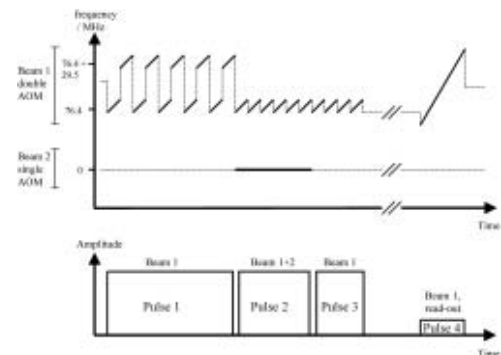 frequency
/ MHz
Beam 1
double
AOM
76.4 +
29.5
76.4
Beam 2
single
AOM
0
Time
Amplitude
Beam 1
Beam 1+2
Beam 1
Beam 1,
read-out
Pulse 1
Pulse 2
Pulse 3
Pulse 4
Time